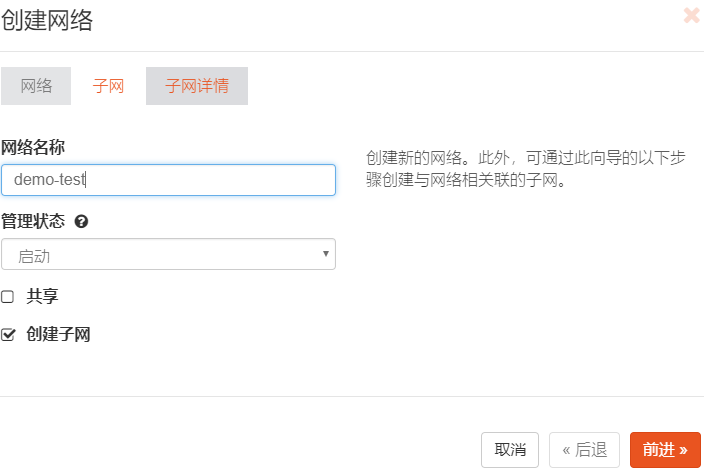 创建网络
网络 子网 子网详情
网络名称
demo-test
创建新的网络。此外，可通过此向导的以下步
骤创建与网络相关联的子网。
管理状态
启动
共享
创建子网
取消 « 后退 前进 »